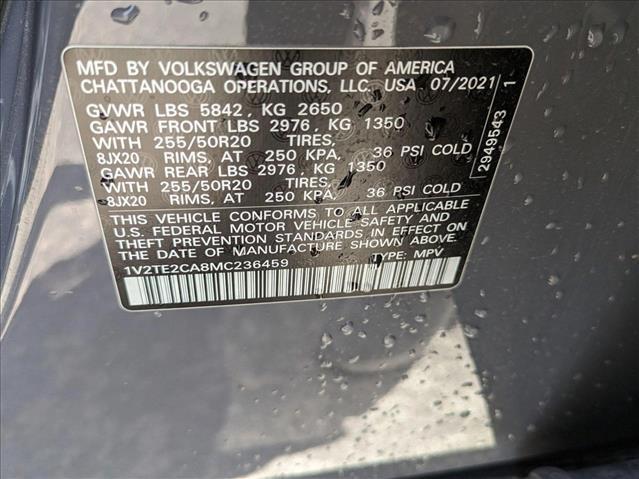 MFD BY VOLKSWAGEN GROUP OF AMERICA
CHATTANOOGA OPERATIONS, LLC. USA 07/2021
GVWR LBS 5842, KG 2650
GAWR FRONT LBS 2976, KG 1350
WITH 255/50R20 TIRES,
8JX20 RIMS, AT 250 KPA, 36 PSI COLD
GAWR REAR LBS 2976, KG 1350
WITH 255/50R20 TIRES,
8JX20 RIMS, AT 250 KPA, 36 PSI COLD
THIS VEHICLE CONFORMS TO ALL APPLICABLE
U.S. FEDERAL MOTOR VEHICLE SAFETY AND
THEFT PREVENTION STANDARDS IN EFFECT ON
THE DATE OF MANUFACTURE SHOWN ABOVE.
1V2TE2CA8MC236459 TYPE: MPV
2949543 1